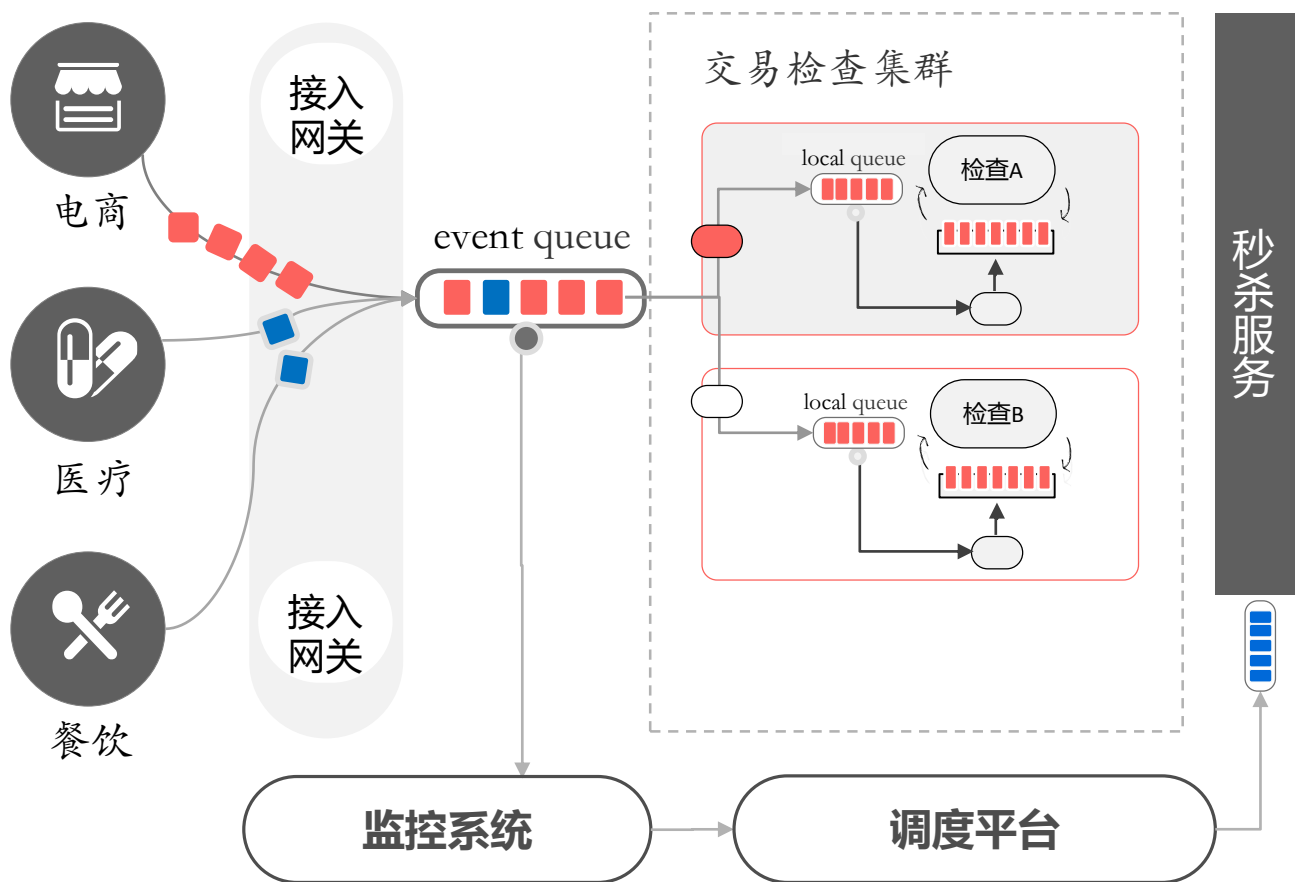 电商
医疗
餐饮
接入
网关
接入
网关
event queue
交易检查集群
local queue
检查A
local queue
检查B
秒杀服务
监控系统
调度平台